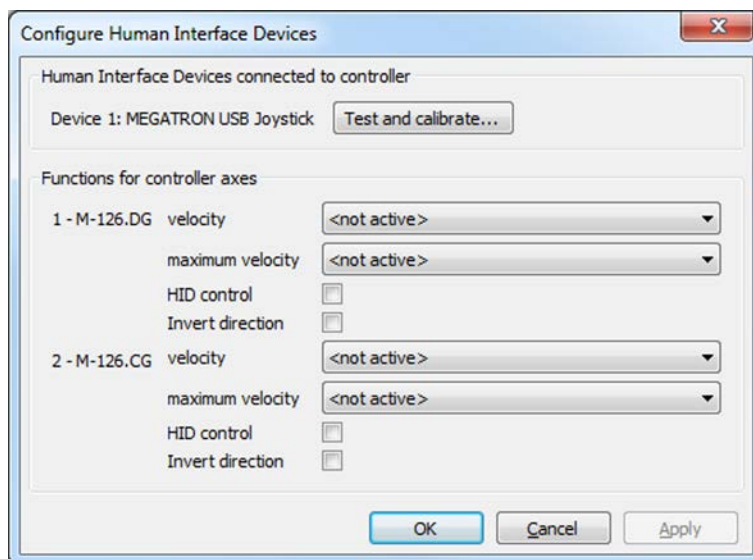 Configure Human Interface Devices
Human Interface Devices connected to controller
Device 1: MEGATRON USB Joystick Test and calibrate...
Functions for controller axes
1 - M-126.DG velocity <not active>
maximum velocity <not active>
HID control
Invert direction
2 - M-126.CG velocity <not active>
maximum velocity <not active>
HID control
Invert direction
OK Cancel Apply